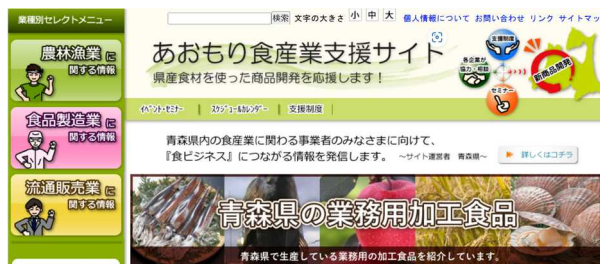 業種別セレクトメニュー
検索 文字の大きさ 小 中 大 個人情報について お問い合わせ リンク サイトマッ
農林漁業に
関する情報
食品製造業に
関する情報
流通販売業に
関する情報
あおもり食産業支援サイト
県産食材を使った商品開発を応援します！
支援制度
各企業が
協力・相談
セミナー
新商品開発
ｲﾍﾞﾝﾄ･ｾﾐﾅｰ ｽｹｼﾞｭｰﾙｶﾚﾝﾀﾞｰ 支援制度
青森県内の食産業に関わる事業者のみなさまに向けて、
『食ビジネス』につながる情報を発信します。 ～サイト運営者 青森県～
詳しくはコチラ
青森県の業務用加工食品
青森県で生産している業務用の加工食品を紹介しています。